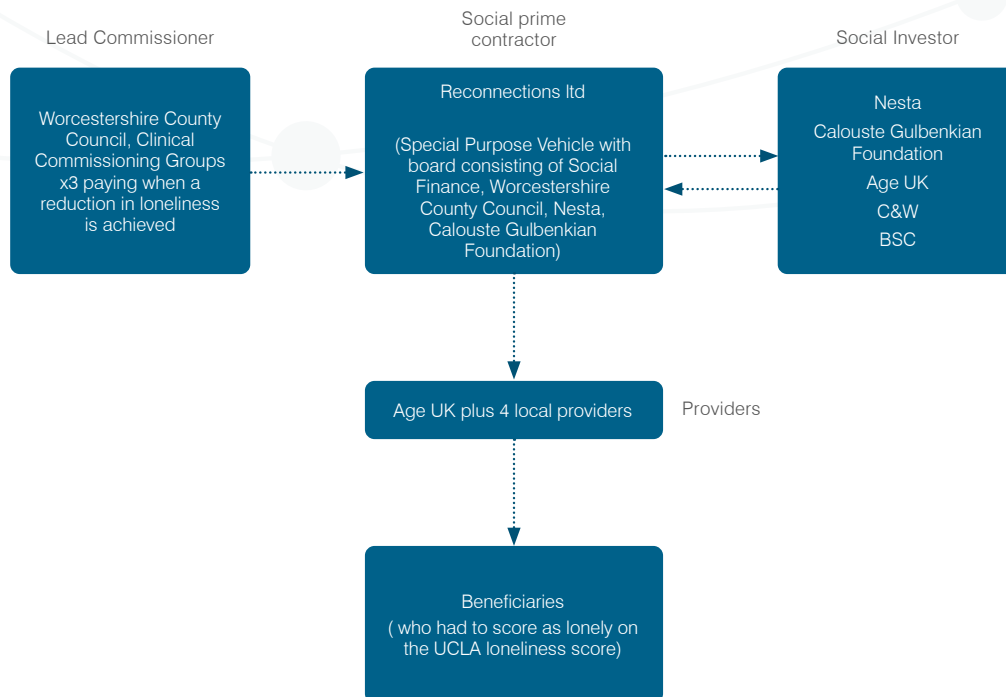 Lead Commissioner
Social prime
contractor
Social Investor
Worcestershire County
Council, Clinical
Commissioning Groups
x3 paying when a
reduction in loneliness
is achieved
Reconnections ltd
(Special Purpose Vehicle with
board consisting of Social
Finance, Worcestershire
County Council, Nesta,
Calouste Gulbenkian
Foundation)
Nesta
Calouste Gulbenkian
Foundation
Age UK
C&W
BSC
Age UK plus 4 local providers
Providers
Beneficiaries
( who had to score as lonely on
the UCLA loneliness score)